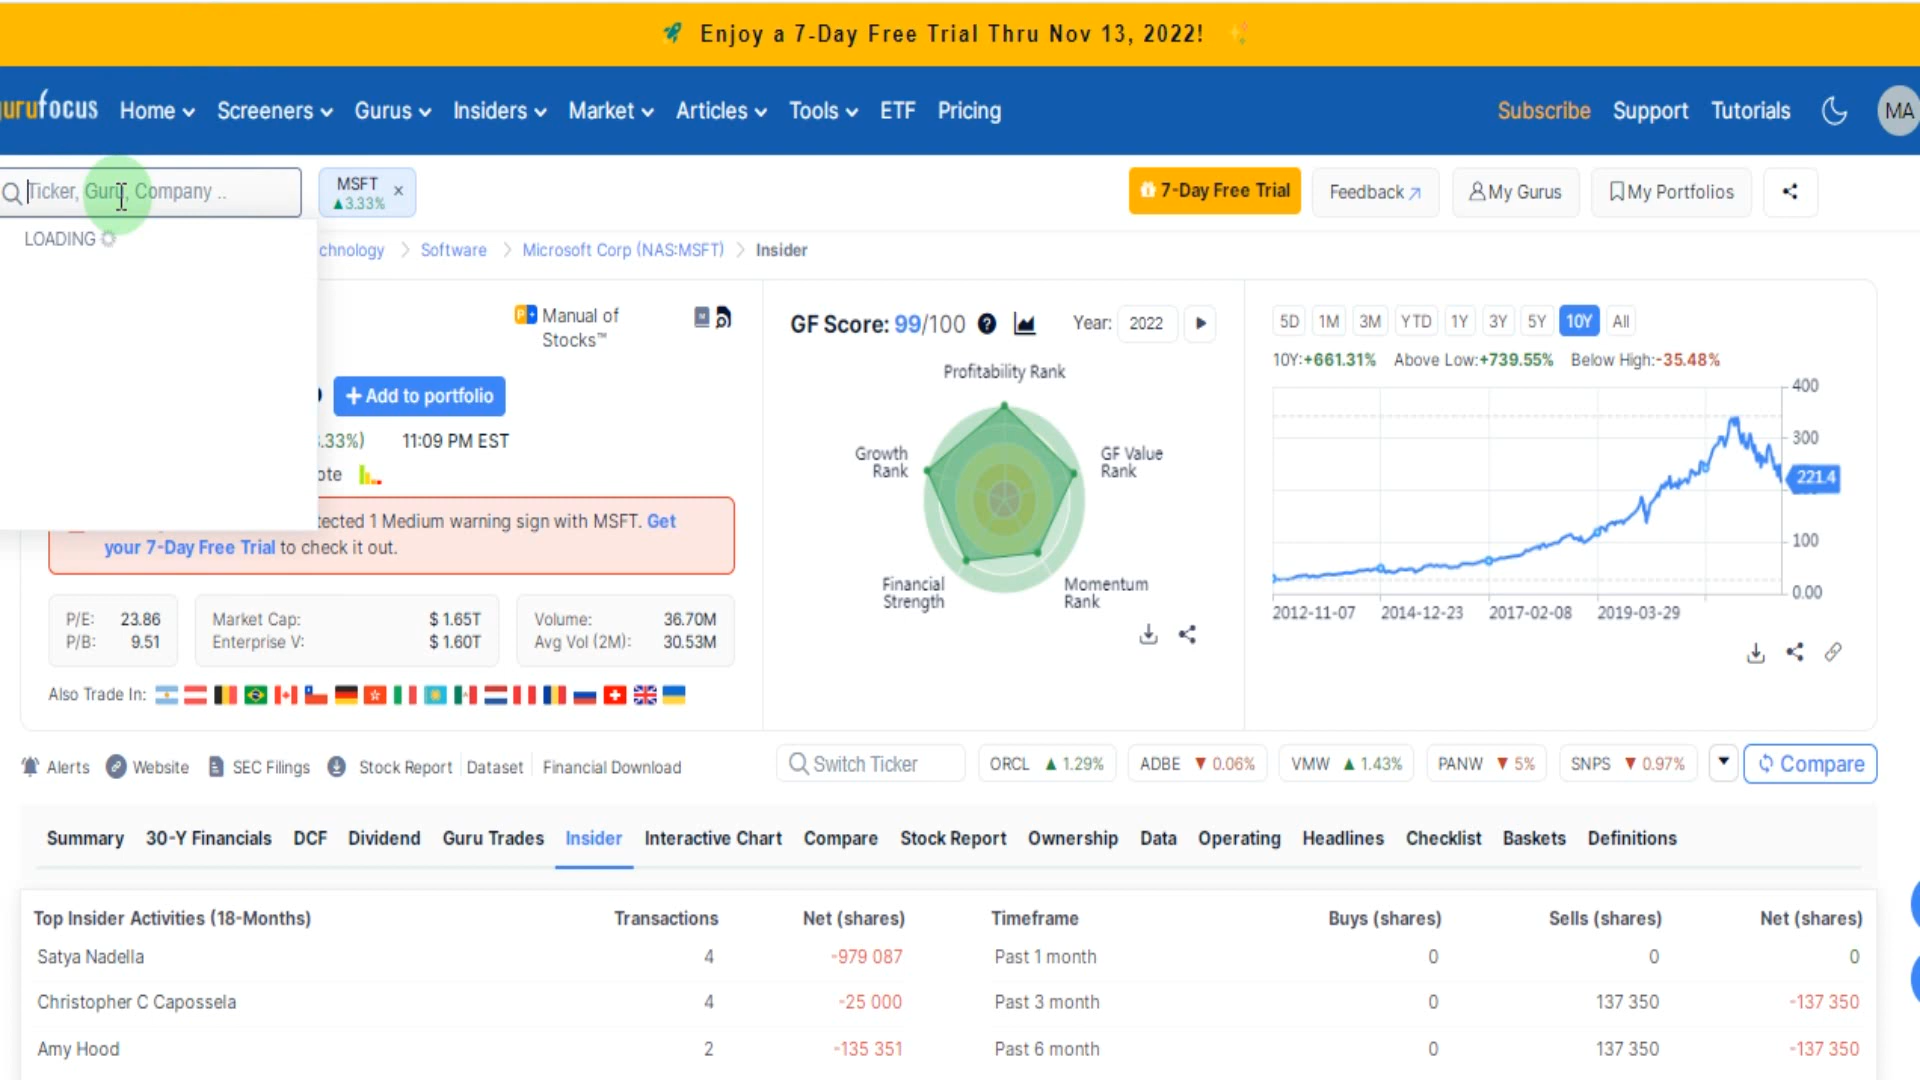 Enjoy a 7-Day Free Trial Thru Nov 13, 2022!
gurufocus Home Screeners Gurus Insiders Market Articles Tools ETF Pricing Subscribe Support Tutorials MA
Ticker, Guru, Company ..
MSFT
▲3.33%
7-Day Free Trial Feedback My Gurus My Portfolios
LOADING
chnology > Software > Microsoft Corp (NAS:MSFT) > Insider
Manual of
Stocks™
+ Add to portfolio
.33%) 11:09 PM EST
ote
tected 1 Medium warning sign with MSFT. Get
your 7-Day Free Trial to check it out.
P/E: 23.86
P/B: 9.51
Market Cap: $ 1.65T
Enterprise V: $ 1.60T
Volume: 36.70M
Avg Vol (2M): 30.53M
Also Trade In:
GF Score: 99/100 ? Year: 2022
Profitability Rank
Growth
Rank
GF Value
Rank
Financial
Strength
Momentum
Rank
5D 1M 3M YTD 1Y 3Y 5Y 10Y All
10Y:+661.31% Above Low:+739.55% Below High:-35.48%
400
300
221.4
100
0.00
2012-11-07 2014-12-23 2017-02-08 2019-03-29
Alerts Website SEC Filings Stock Report Dataset Financial Download
Switch Ticker ORCL ▲ 1.29% ADBE ▼ 0.06% VMW ▲ 1.43% PANW ▼ 5% SNPS ▼ 0.97% Compare
Summary 30-Y Financials DCF Dividend Guru Trades Insider Interactive Chart Compare Stock Report Ownership Data Operating Headlines Checklist Baskets Definitions
Top Insider Activities (18-Months) Transactions Net (shares) Timeframe Buys (shares) Sells (shares) Net (shares)
Satya Nadella 4 -979 087 Past 1 month 0 0 0
Christopher C Capossela 4 -25 000 Past 3 month 0 137 350 -137 350
Amy Hood 2 -135 351 Past 6 month 0 137 350 -137 350